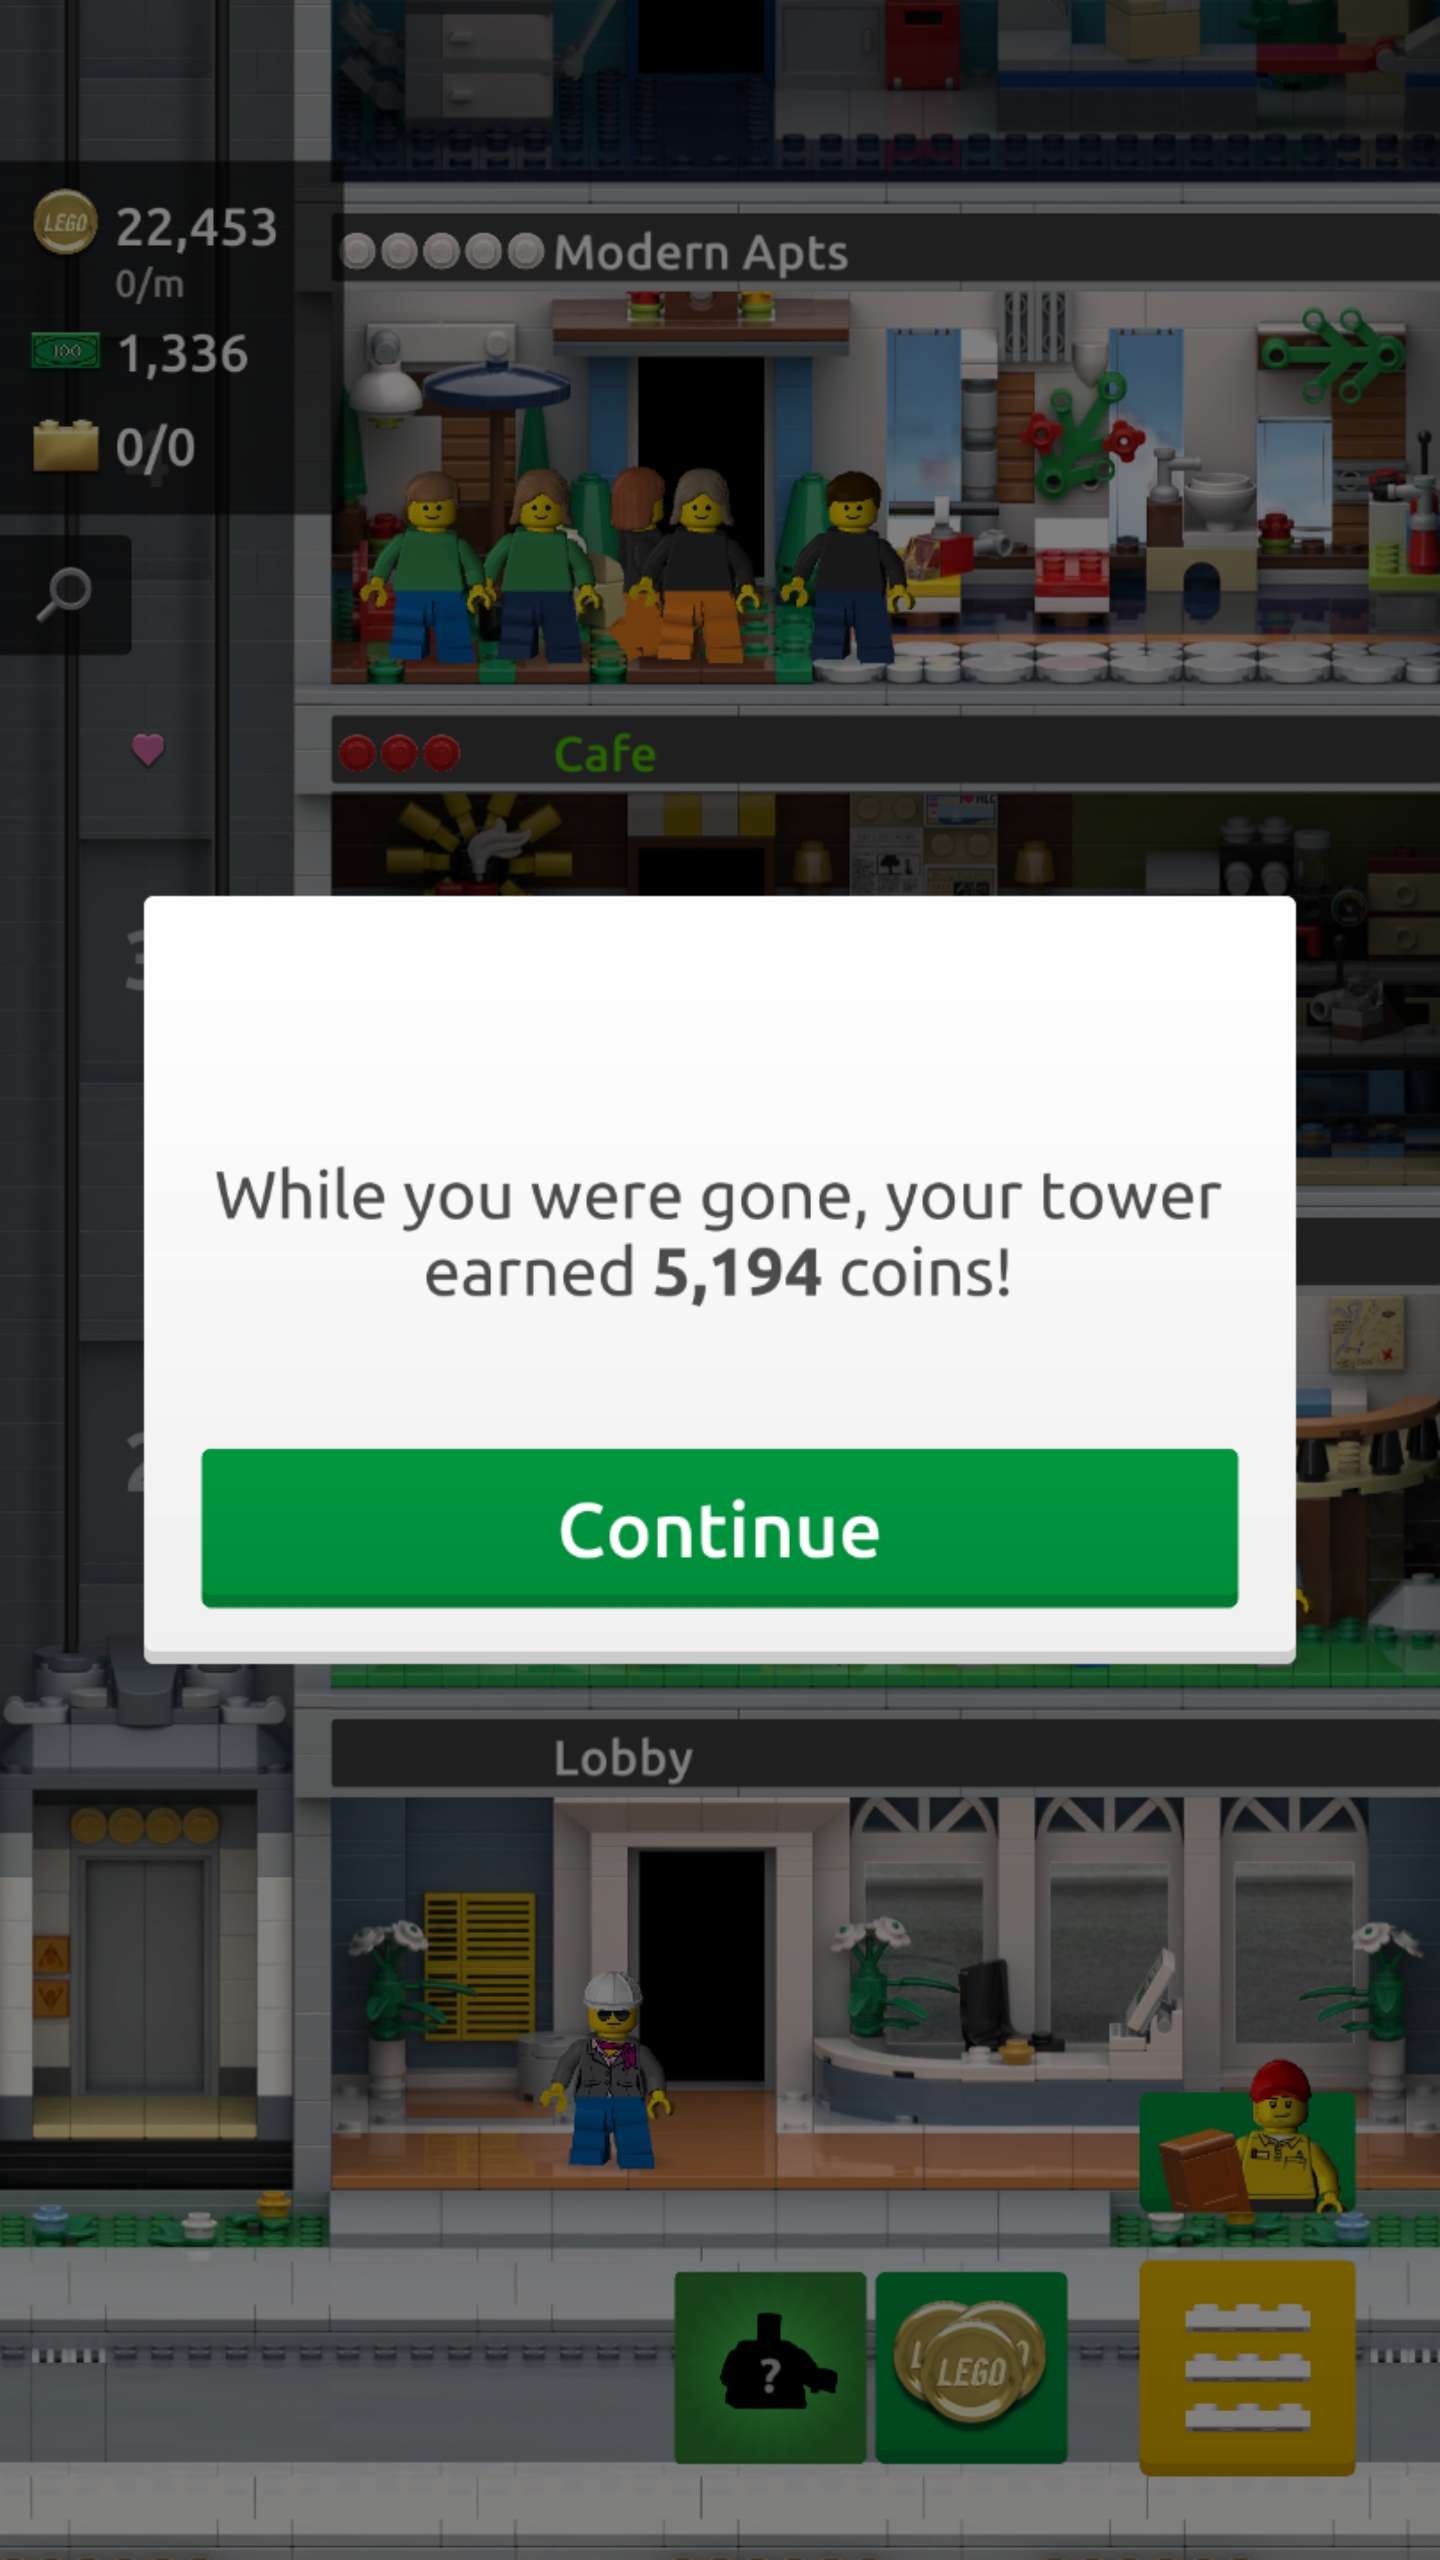 LEGO 22,453
0/m
100 1,336
0/0
Modern Apts
Cafe
While you were gone, your tower
earned 5,194 coins!
Continue
Lobby
?
LEGO